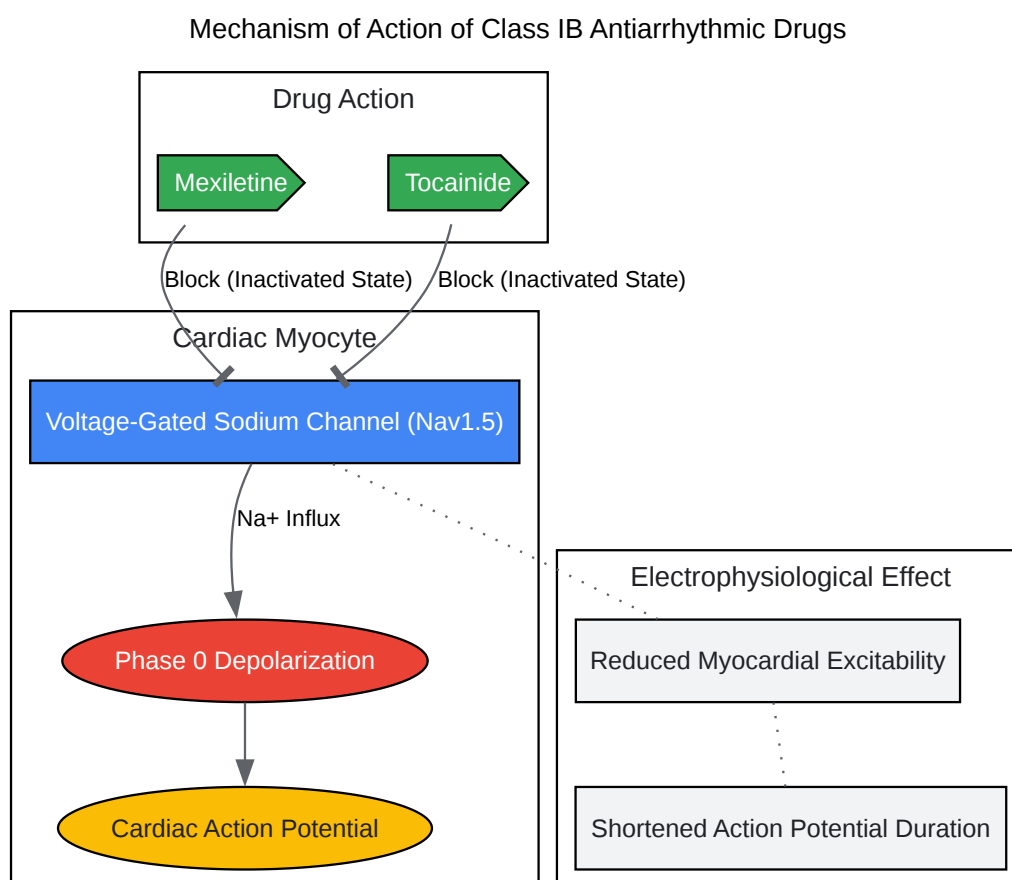 Mechanism of Action of Class IB Antiarrhythmic Drugs
Drug Action
Mexiletine
Tocainide
Block (Inactivated State)
Block (Inactivated State)
Cardiac Myocyte
Voltage-Gated Sodium Channel (Nav1.5)
Na+ Influx
Electrophysiological Effect
Phase 0 Depolarization
Reduced Myocardial Excitability
Cardiac Action Potential
Shortened Action Potential Duration